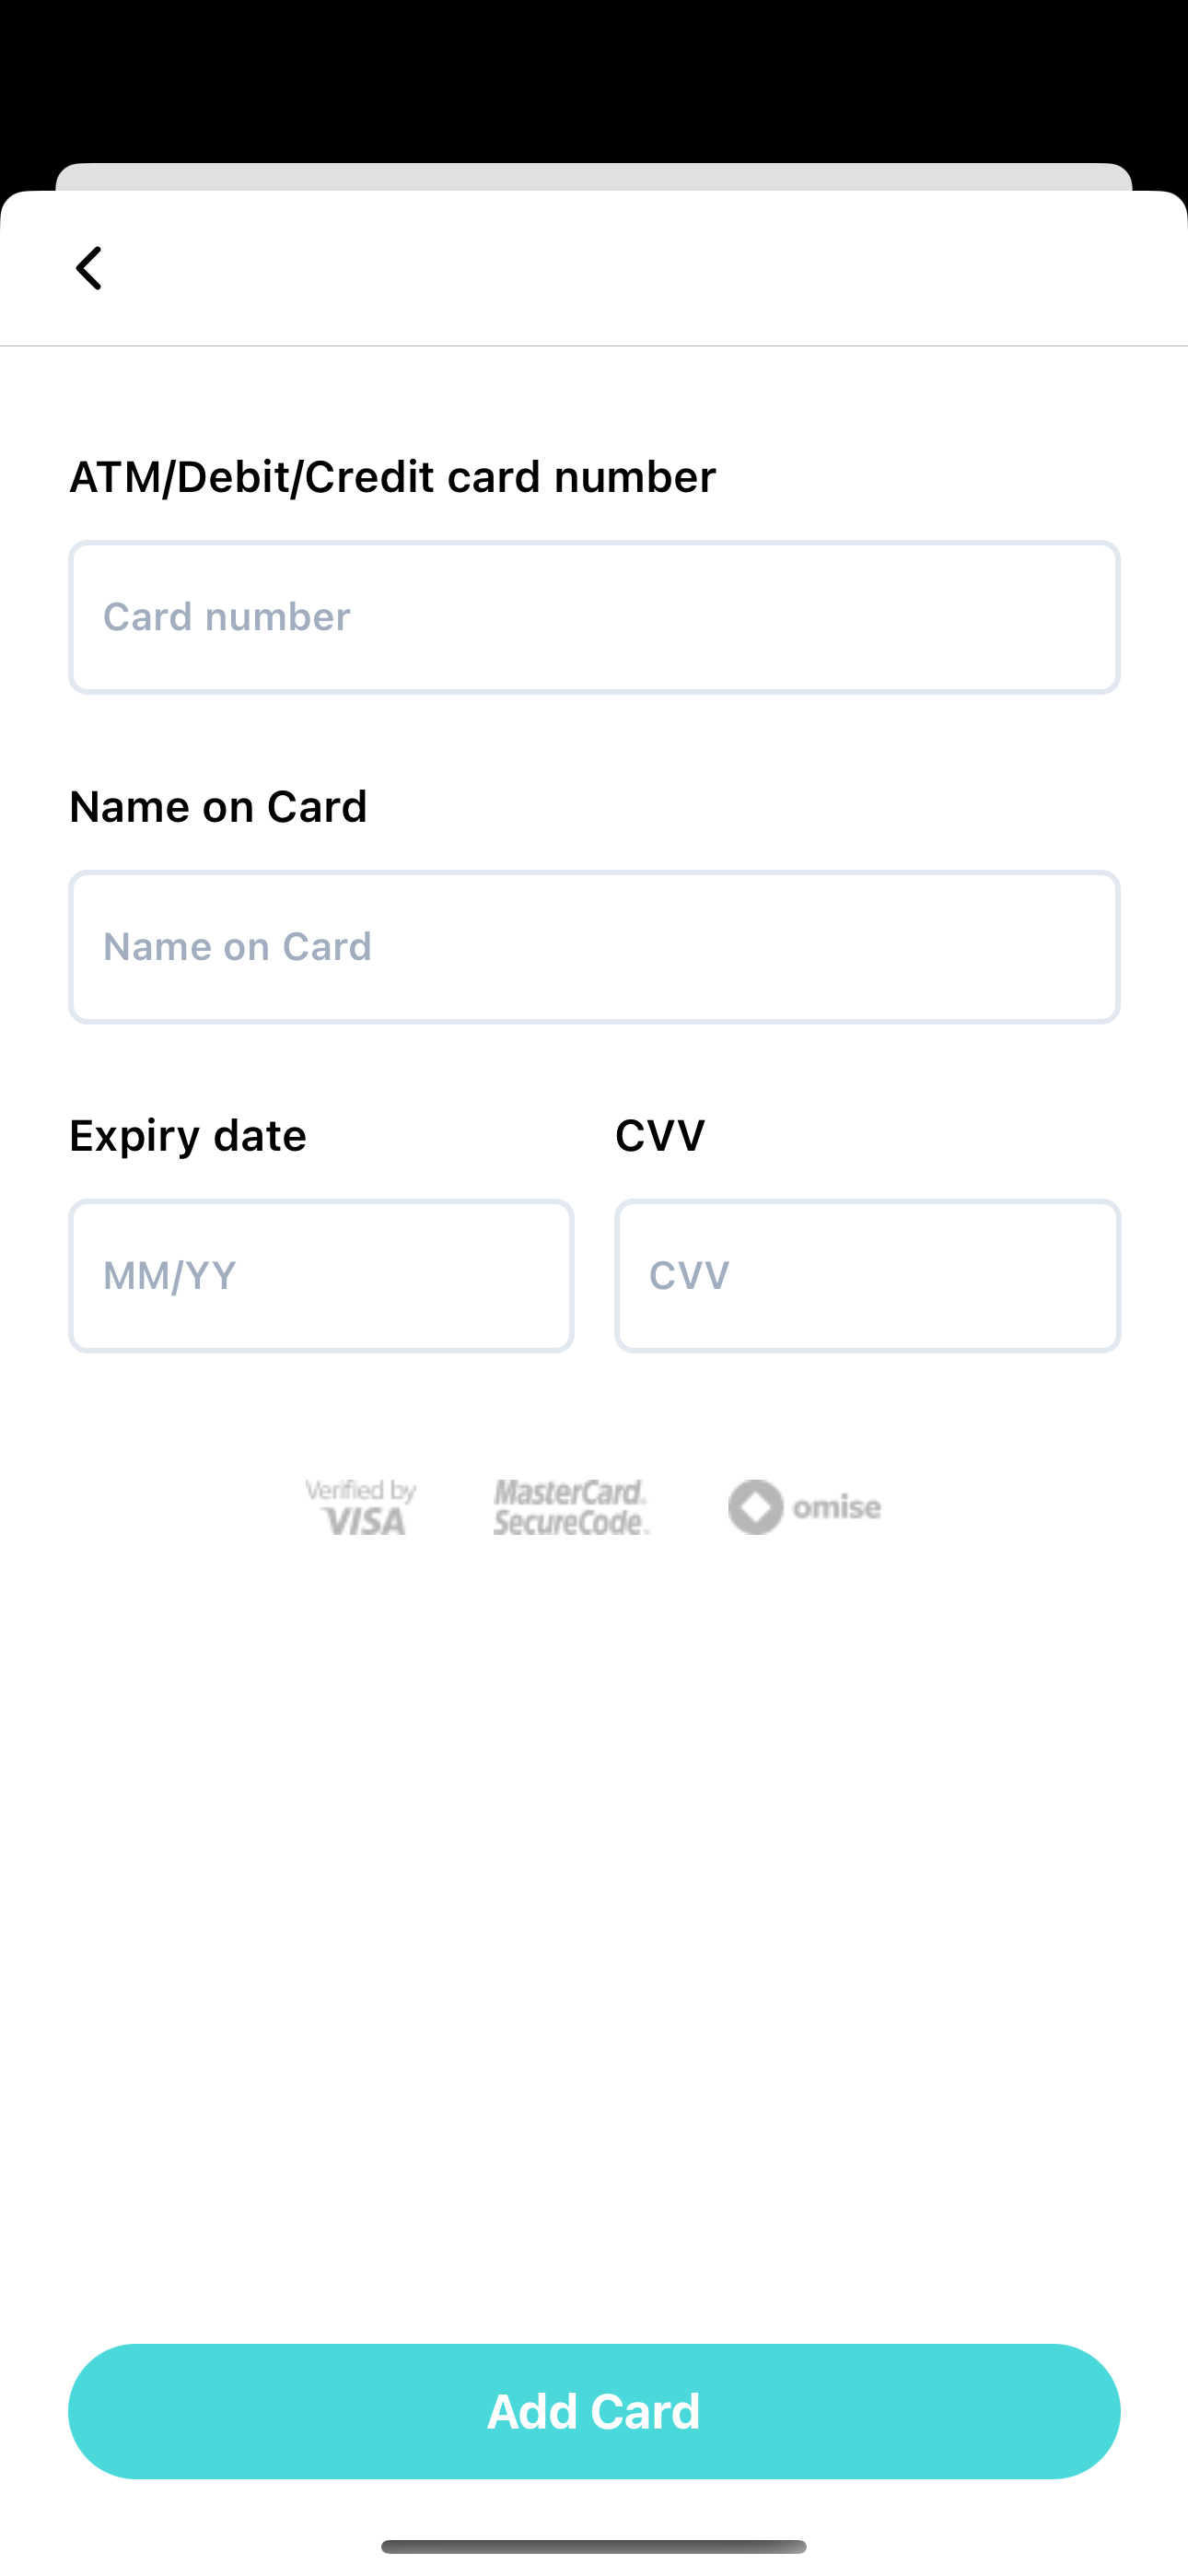 ATM/Debit/Credit card number
Card number
Name on Card
Name on Card
Expiry date
CVV
MM/YY
CVV
Verified by
VISA
MasterCard.
SecureCode.
omise
Add Card